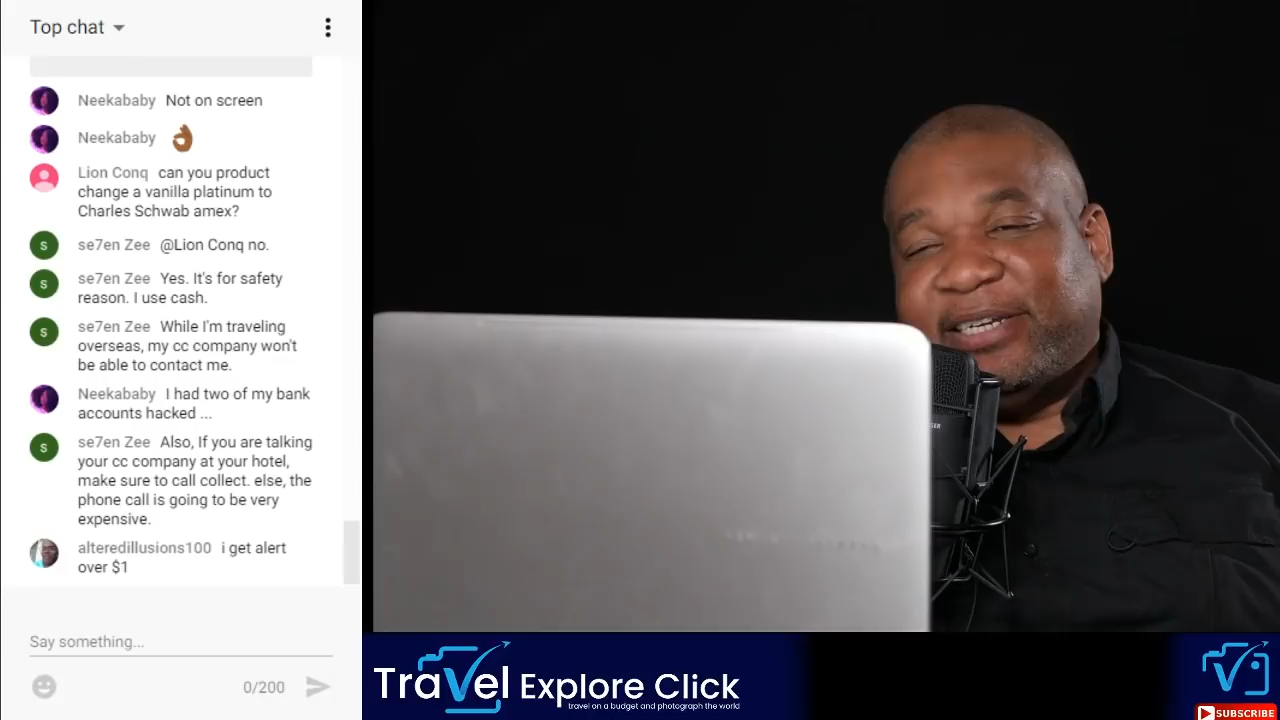 Top chat
Neekababy Not on screen
Neekababy 👌🏾
Lion Conq can you product
change a vanilla platinum to
Charles Schwab amex?
s se7en Zee @Lion Conq no.
s se7en Zee Yes. It's for safety
reason. I use cash.
s se7en Zee While I'm traveling
overseas, my cc company won't
be able to contact me.
Neekababy I had two of my bank
accounts hacked ...
s se7en Zee Also, If you are talking
your cc company at your hotel,
make sure to call collect. else, the
phone call is going to be very
expensive.
alteredillusions100 i get alert
over $1
Say something...
0/200
Travel Explore Click
travel on a budget and photograph the world
SUBSCRIBE